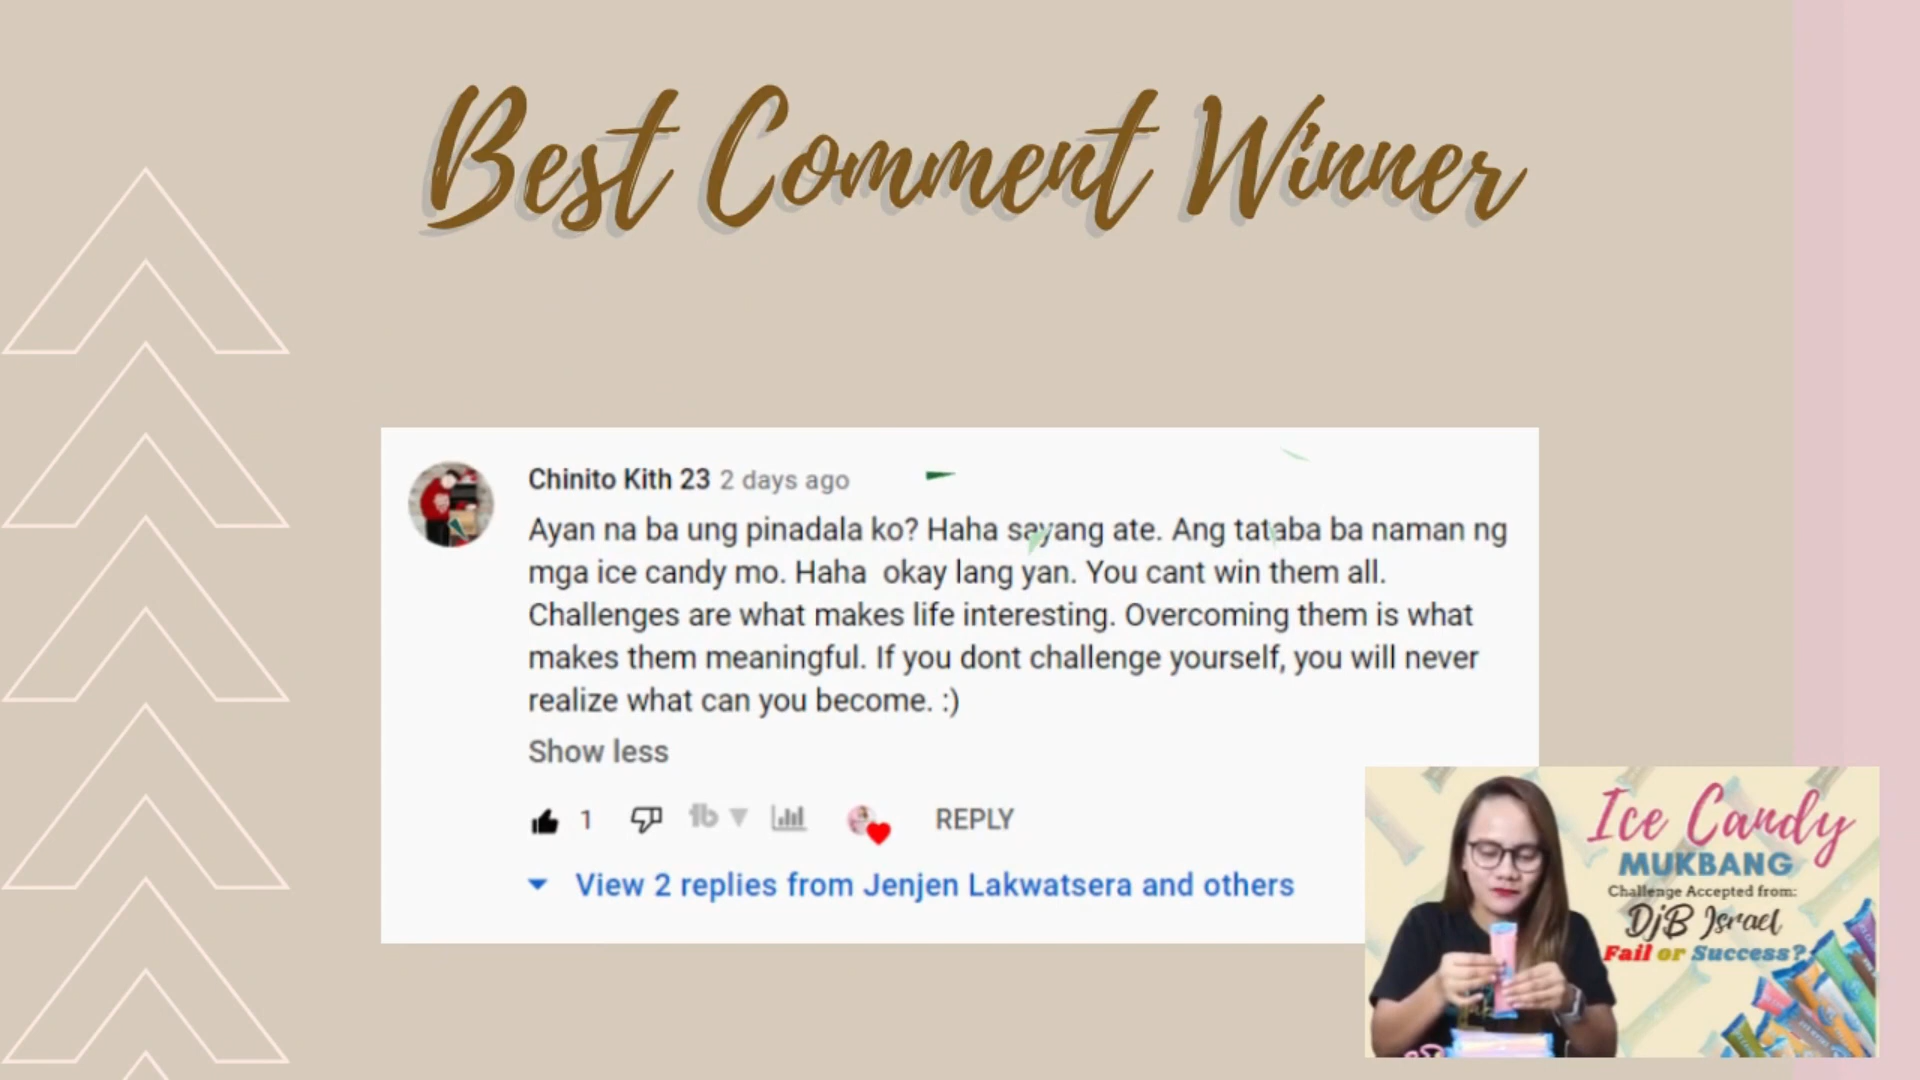 Best Comment Winner
Chinito Kith 23 2 days ago
Ayan na ba ung pinadala ko? Haha sayang ate. Ang tataba ba naman ng
mga ice candy mo. Haha okay lang yan. You cant win them all.
Challenges are what makes life interesting. Overcoming them is what
makes them meaningful. If you dont challenge yourself, you will never
realize what can you become. :)
Show less
1 REPLY
View 2 replies from Jenjen Lakwatsera and others
Ice Candy
MUKBANG
Challenge Accepted from:
DjB Israel
Fail or Success?